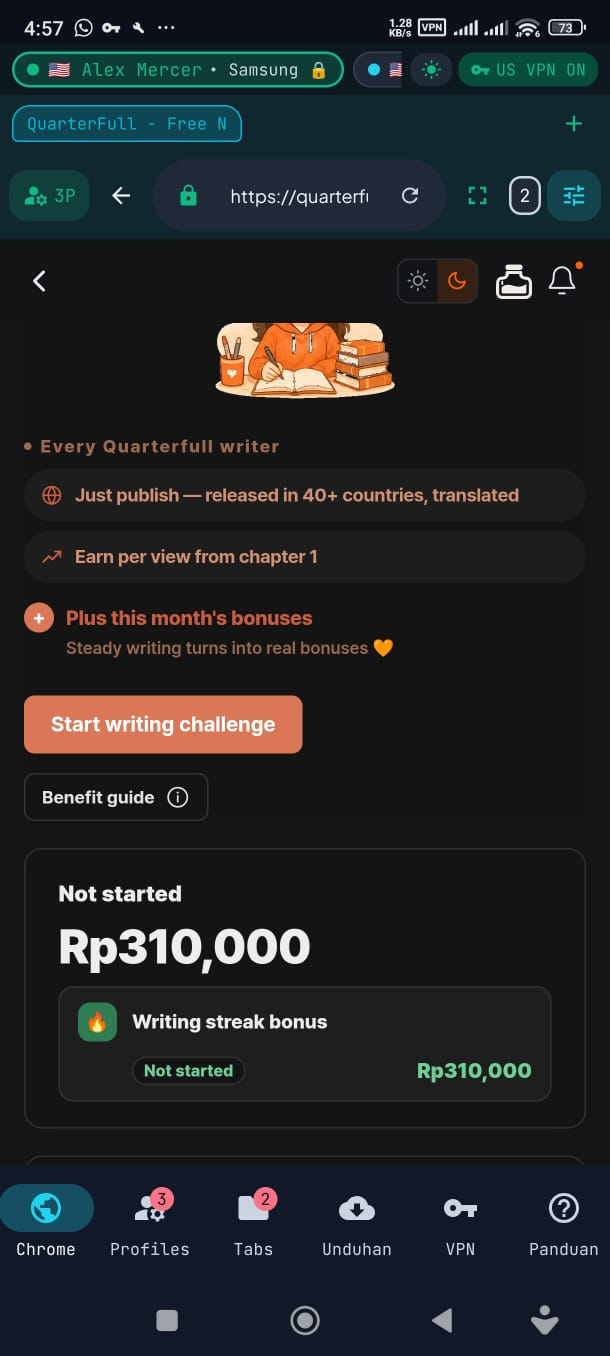 4:57
1.28 KB/s VPN 73
Alex Mercer • Samsung US VPN ON
QuarterFull - Free N +
3P https://quarterfu 2
Every Quarterfull writer
Just publish — released in 40+ countries, translated
Earn per view from chapter 1
Plus this month's bonuses
Steady writing turns into real bonuses 🧡
Start writing challenge
Benefit guide
Not started
Rp310,000
Writing streak bonus
Not started Rp310,000
3 2
Chrome Profiles Tabs Unduhan VPN Panduan